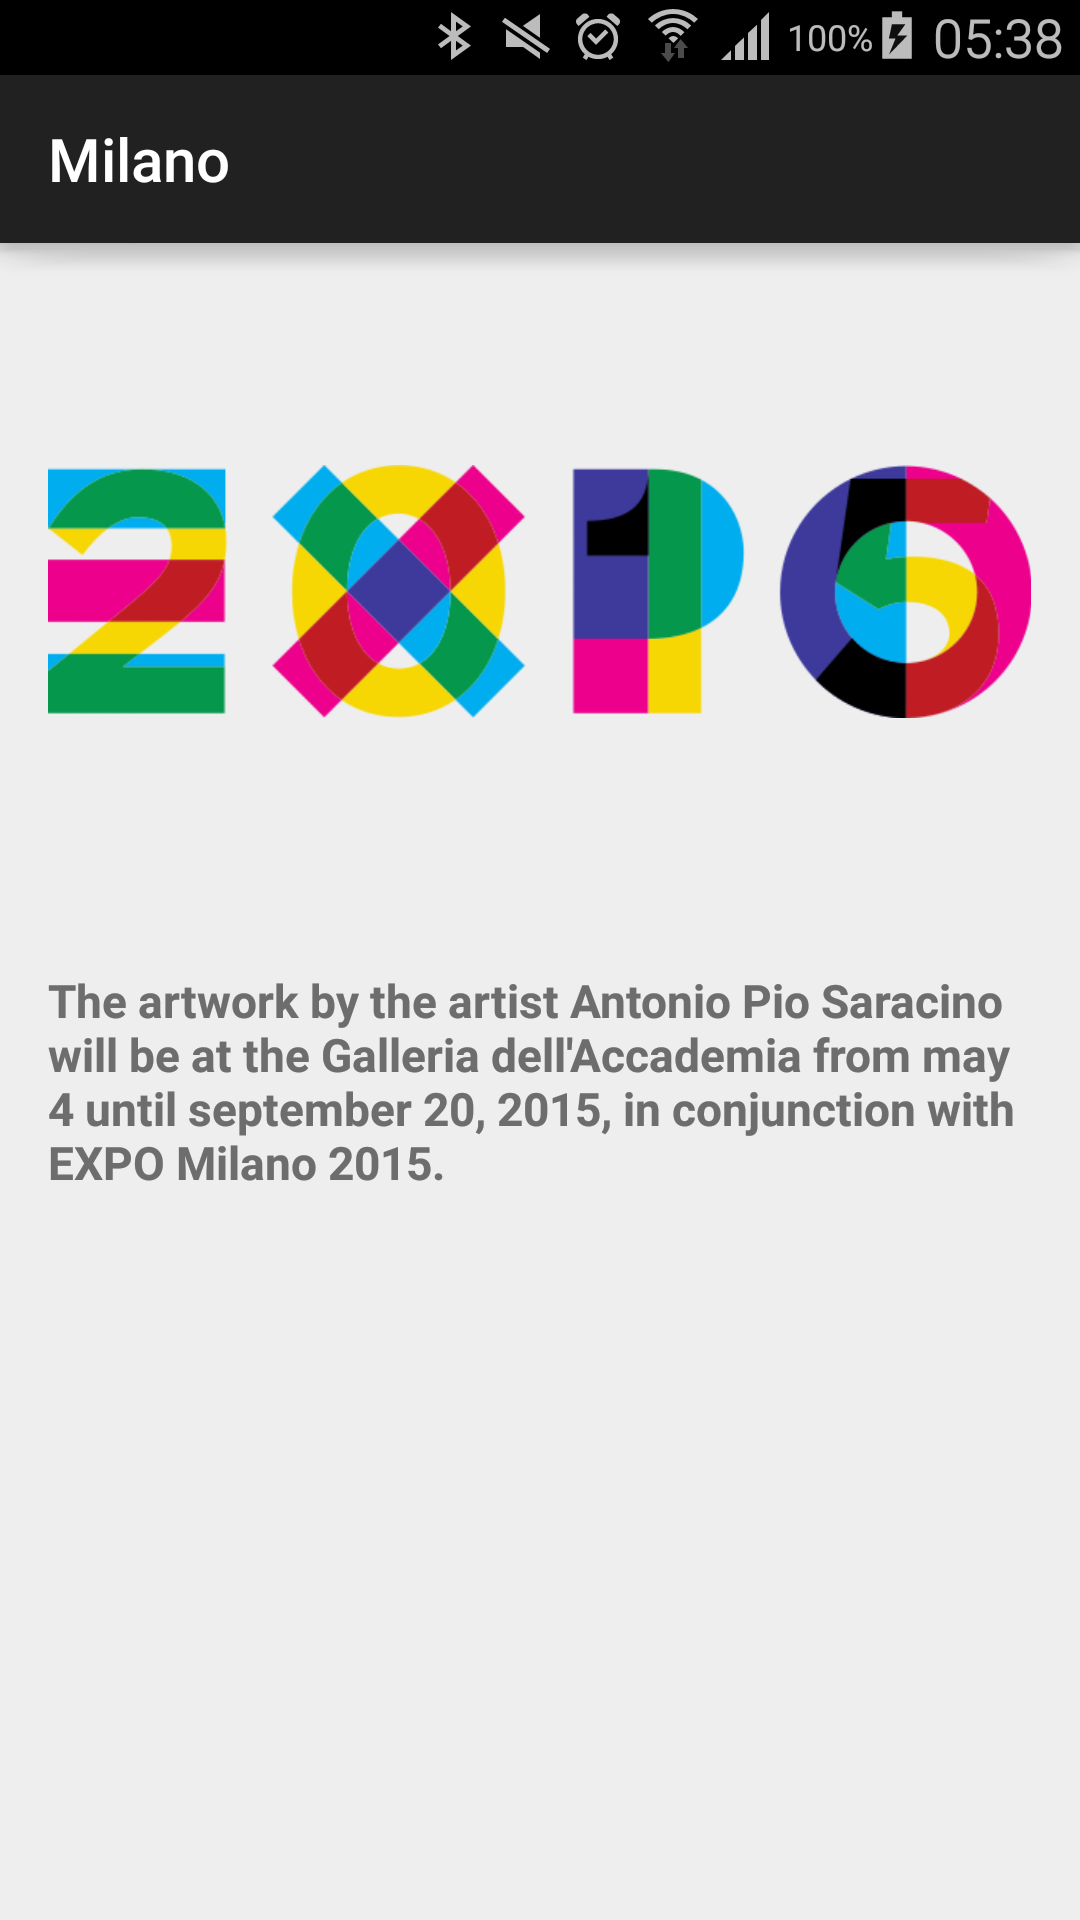 100% 05:38
Milano
EXPO 2015
The artwork by the artist Antonio Pio Saracino
will be at the Galleria dell'Accademia from may
4 until september 20, 2015, in conjunction with
EXPO Milano 2015.